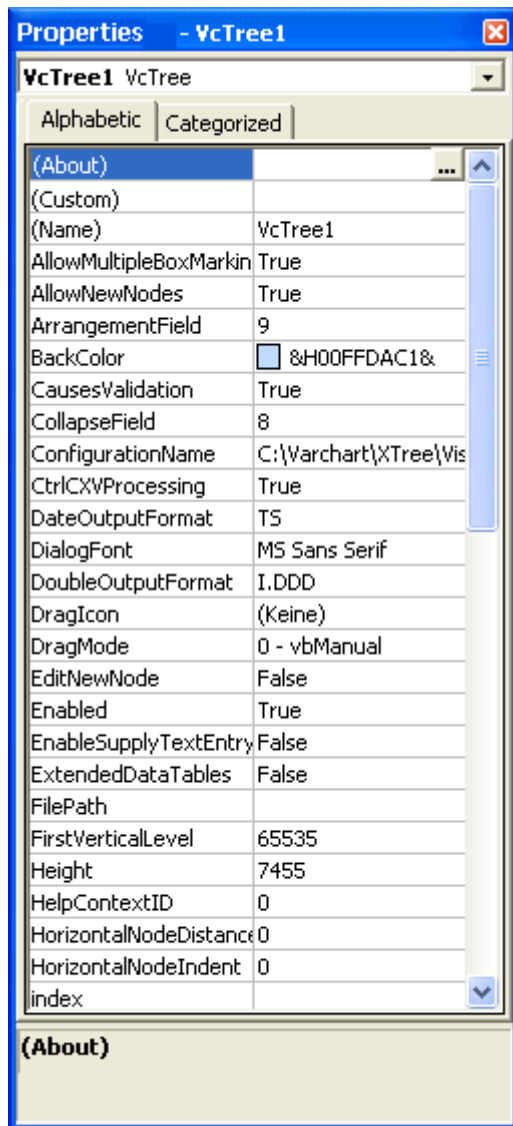 Properties - VcTree1
VcTree1 VcTree
Alphabetic Categorized
(About) ...
(Custom)
(Name) VcTree1
AllowMultipleBoxMarkin True
AllowNewNodes True
ArrangementField 9
BackColor &H00FFDAC1&
CausesValidation True
CollapseField 8
ConfigurationName C:\Varchart\XTree\Vis
CtrlCXVProcessing True
DateOutputFormat TS
DialogFont MS Sans Serif
DoubleOutputFormat I.DDD
DragIcon (Keine)
DragMode 0 - vbManual
EditNewNode False
Enabled True
EnableSupplyTextEntry False
ExtendedDataTables False
FilePath
FirstVerticalLevel 65535
Height 7455
HelpContextID 0
HorizontalNodeDistance 0
HorizontalNodeIndent 0
index
(About)